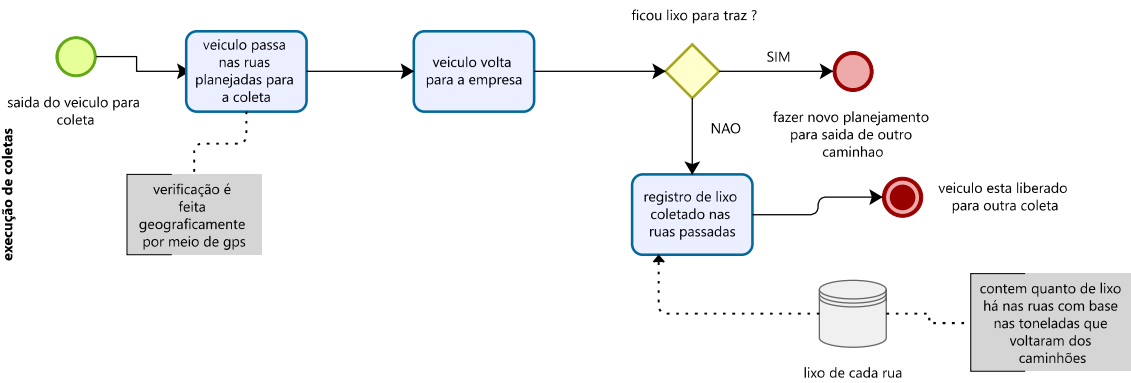 ficou lixo para traz ?
veiculo passa
nas ruas
planejadas para
a coleta
veiculo volta
para a empresa
SIM
saida do veiculo para
coleta
fazer novo planejamento
para saida de outro
caminhao
NAO
execução de coletas
verificação é
feita
geograficamente
por meio de gps
registro de lixo
coletado nas
ruas passadas
veiculo esta liberado
para outra coleta
contem quanto de lixo
há nas ruas com base
nas toneladas que
voltaram dos
caminhões
lixo de cada rua